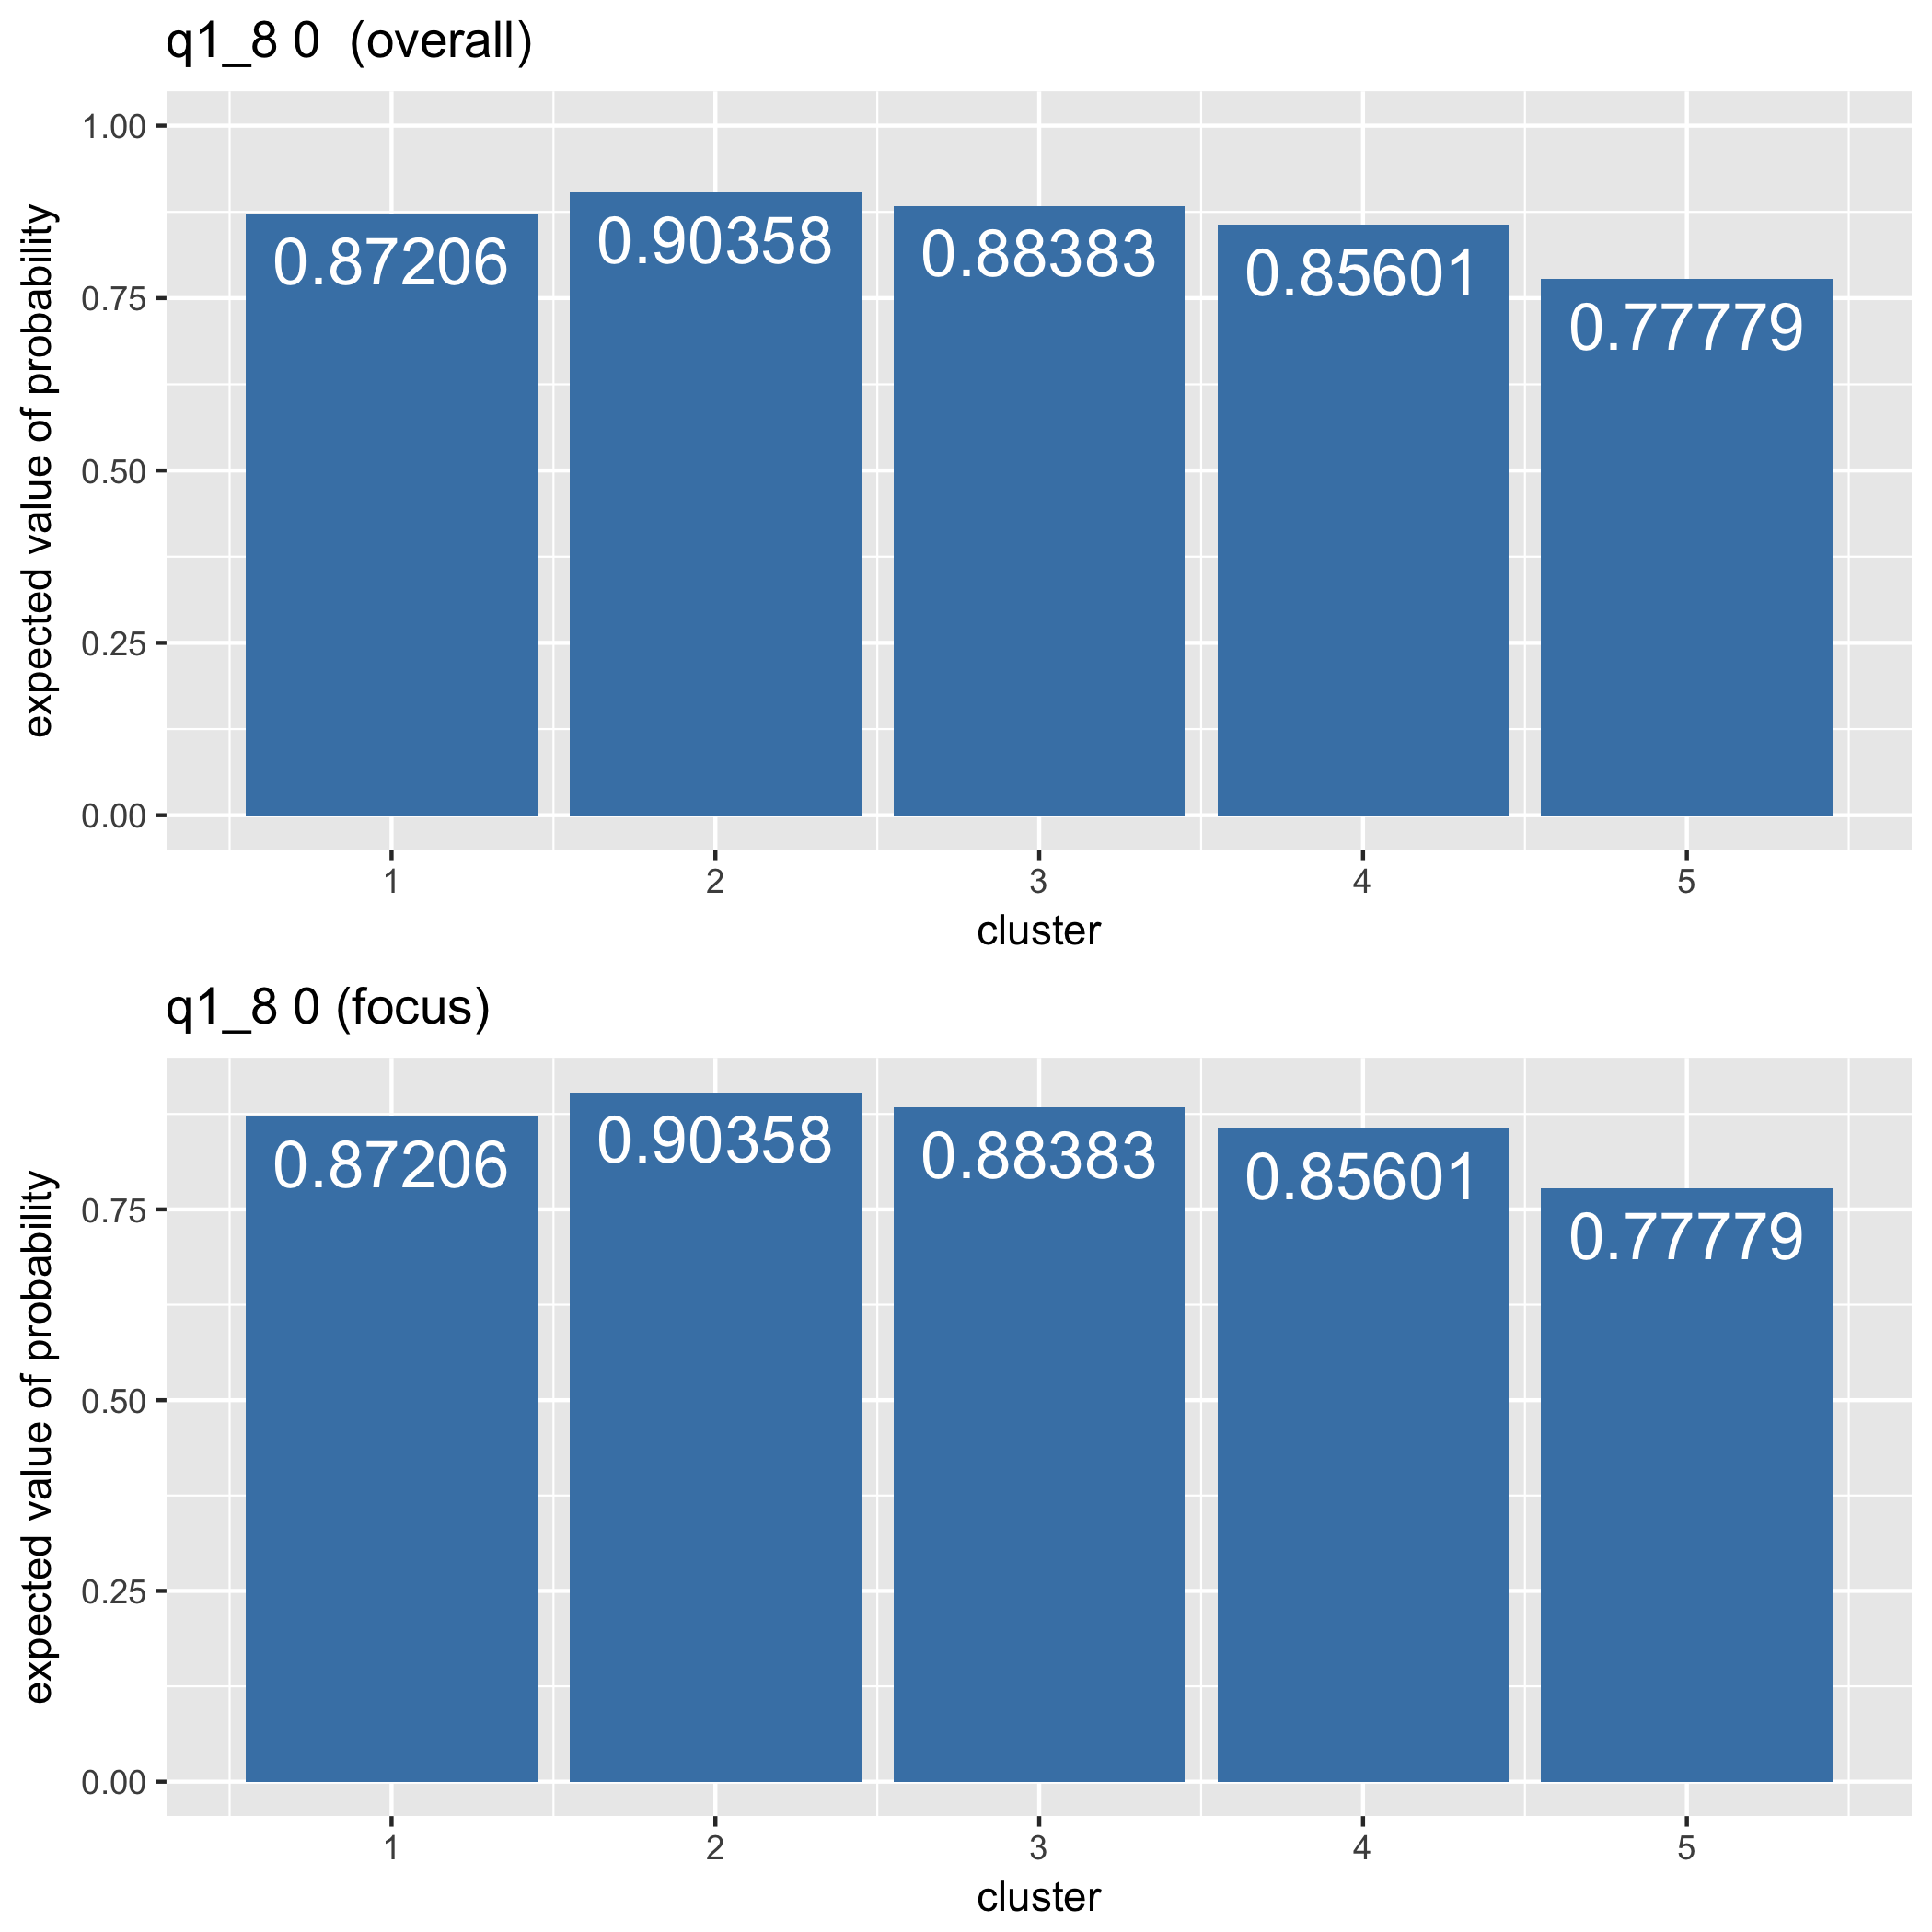 q1_8 0  (overall)
expected value of probability
1.00
0.75
0.50
0.25
0.00
0.87206
0.90358
0.88383
0.85601
0.77779
1 2 3 4 5
cluster
q1_8 0 (focus)
expected value of probability
0.75
0.50
0.25
0.00
0.87206
0.90358
0.88383
0.85601
0.77779
1 2 3 4 5
cluster